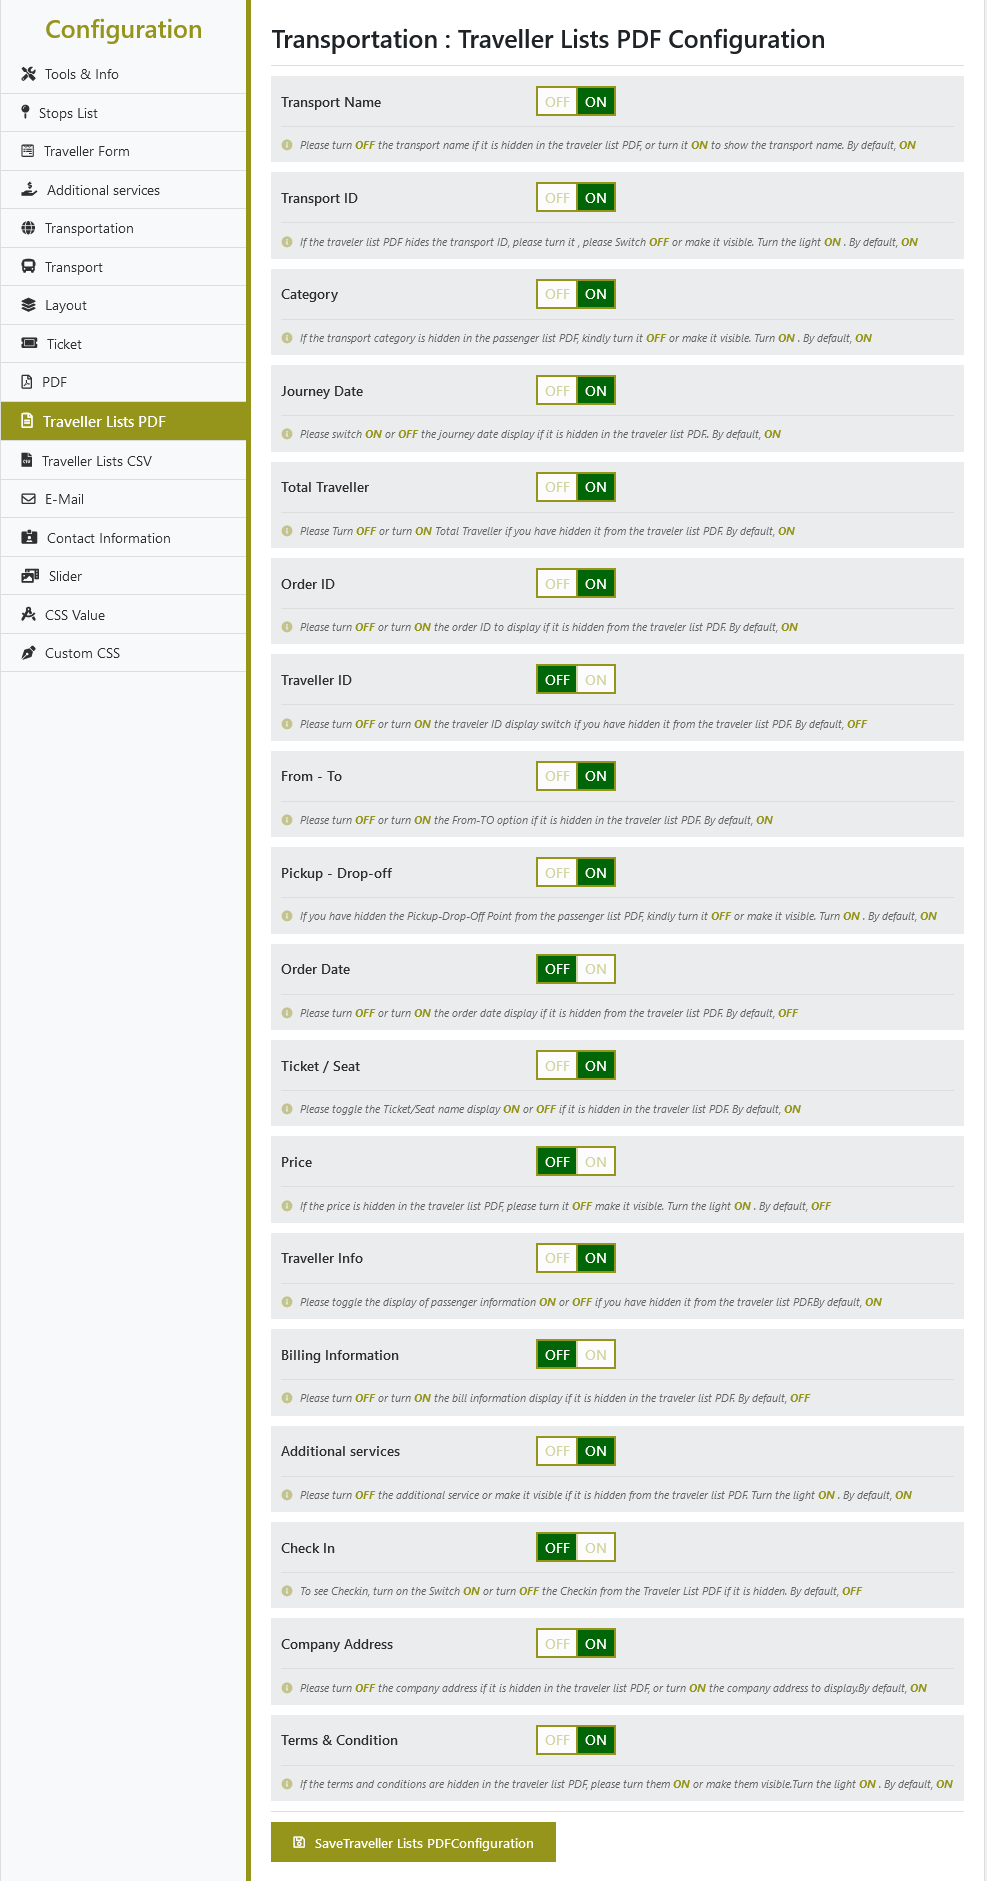 Configuration
Tools & Info
Stops List
Traveller Form
Additional services
Transportation
Transport
Layout
Ticket
PDF
Traveller Lists PDF
Traveller Lists CSV
E-Mail
Contact Information
Slider
CSS Value
Custom CSS
Transportation : Traveller Lists PDF Configuration
Transport Name OFF ON
Please turn OFF the transport name if it is hidden in the traveler list PDF, or turn it ON to show the transport name. By default, ON
Transport ID OFF ON
If the traveler list PDF hides the transport ID, please turn it , please Switch OFF or make it visible. Turn the light ON . By default, ON
Category OFF ON
If the transport category is hidden in the passenger list PDF, kindly turn it OFF or make it visible. Turn ON . By default, ON
Journey Date OFF ON
Please switch ON or OFF the journey date display if it is hidden in the traveler list PDF.. By default, ON
Total Traveller OFF ON
Please Turn OFF or turn ON Total Traveller if you have hidden it from the traveler list PDF. By default, ON
Order ID OFF ON
Please turn OFF or turn ON the order ID to display if it is hidden from the traveler list PDF. By default, ON
Traveller ID OFF ON
Please turn OFF or turn ON the traveler ID display switch if you have hidden it from the traveler list PDF. By default, OFF
From - To OFF ON
Please turn OFF or turn ON the From-TO option if it is hidden in the traveler list PDF. By default, ON
Pickup - Drop-off OFF ON
If you have hidden the Pickup-Drop-Off Point from the passenger list PDF, kindly turn it OFF or make it visible. Turn ON . By default, ON
Order Date OFF ON
Please turn OFF or turn ON the order date display if it is hidden from the traveler list PDF. By default, OFF
Ticket / Seat OFF ON
Please toggle the Ticket/Seat name display ON or OFF if it is hidden in the traveler list PDF. By default, ON
Price OFF ON
If the price is hidden in the traveler list PDF, please turn it OFF make it visible. Turn the light ON . By default, OFF
Traveller Info OFF ON
Please toggle the display of passenger information ON or OFF if you have hidden it from the traveler list PDF.By default, ON
Billing Information OFF ON
Please turn OFF or turn ON the bill information display if it is hidden in the traveler list PDF. By default, OFF
Additional services OFF ON
Please turn OFF the additional service or make it visible if it is hidden from the traveler list PDF. Turn the light ON . By default, ON
Check In OFF ON
To see Checkin, turn on the Switch ON or turn OFF the Checkin from the Traveler List PDF if it is hidden. By default, OFF
Company Address OFF ON
Please turn OFF the company address if it is hidden in the traveler list PDF, or turn ON the company address to display.By default, ON
Terms & Condition OFF ON
If the terms and conditions are hidden in the traveler list PDF, please turn them ON or make them visible.Turn the light ON . By default, ON
SaveTraveller Lists PDFConfiguration